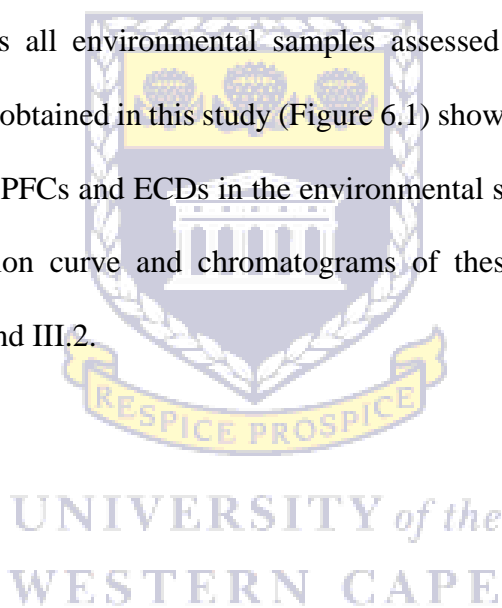 s all environmental samples assessed
obtained in this study (Figure 6.1) show
PFCs and ECDs in the environmental s
ion curve and chromatograms of thes
nd III.2.
RESPICE PROSPICE
UNIVERSITY of the
WESTERN CAPE